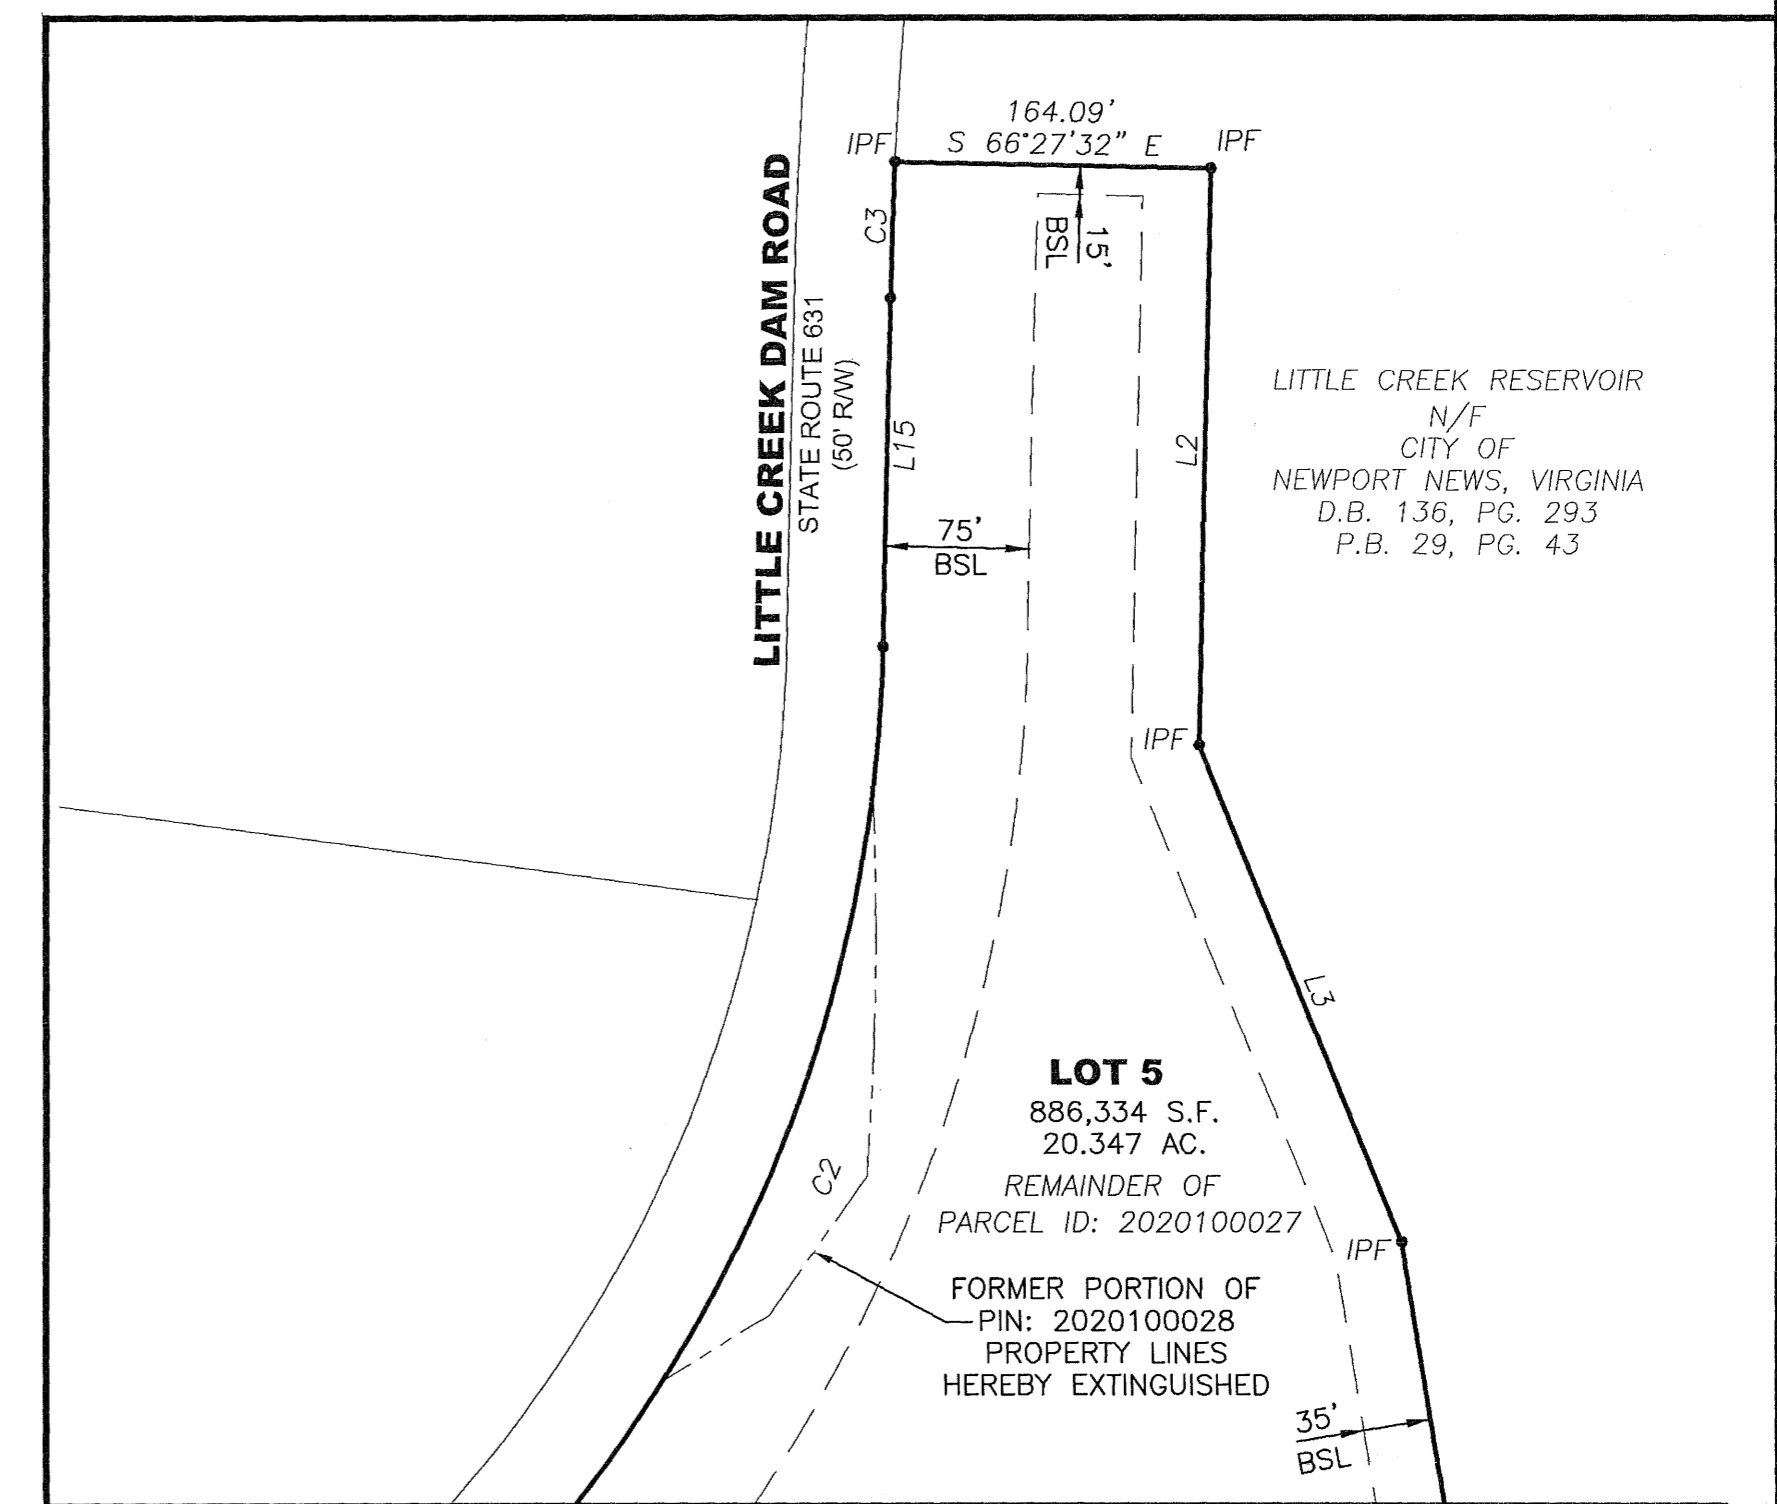 164.09'
S 66°27'32" E
IPF
IPF
C3
15'
BSL
LITTLE CREEK DAM ROAD
STATE ROUTE 631
(50' R/W)
L15
L2
75'
BSL
LITTLE CREEK RESERVOIR
N/F
CITY OF
NEWPORT NEWS, VIRGINIA
D.B. 136, PG. 293
P.B. 29, PG. 43
IPF
L3
LOT 5
886,334 S.F.
20.347 AC.
REMAINDER OF
PARCEL ID: 2020100027
C2
IPF
FORMER PORTION OF
PIN: 2020100028
PROPERTY LINES
HEREBY EXTINGUISHED
35'
BSL